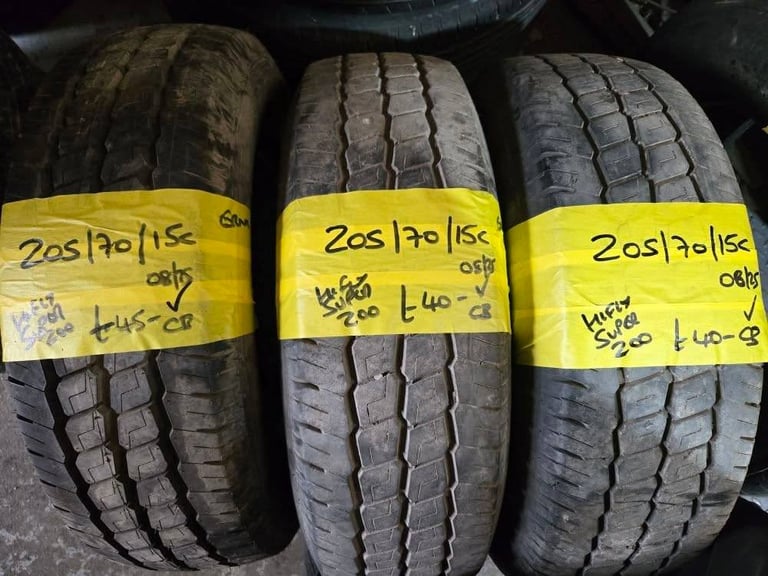 205/70/15c
08/25
HiFly
Super
200
£45-
CB
205/70/15c
08/25
HiFly
Super
200
£40-
CB
205/70/15c
08/25
HiFly
Super
200
£40-
CB